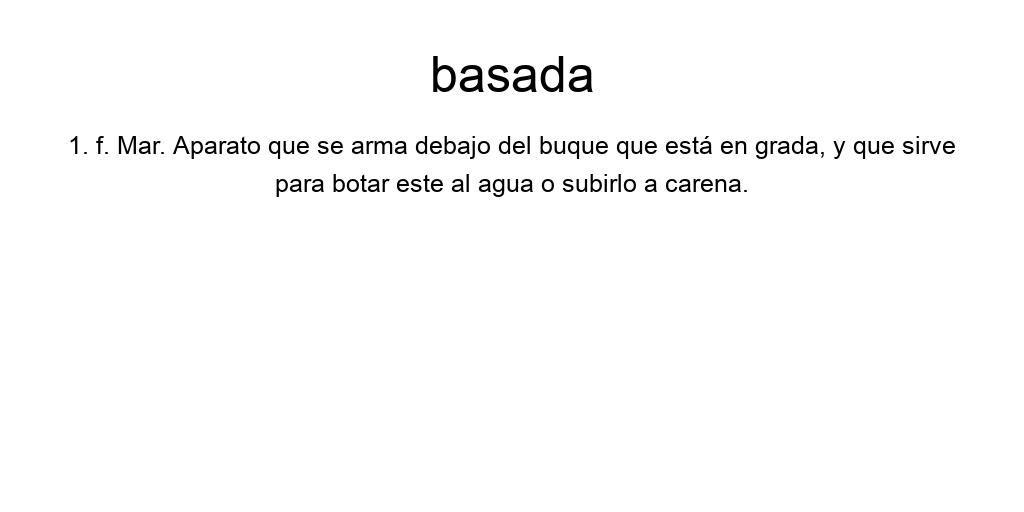 basada
1. f. Mar. Aparato que se arma debajo del buque que está en grada, y que sirve
para botar este al agua o subirlo a carena.